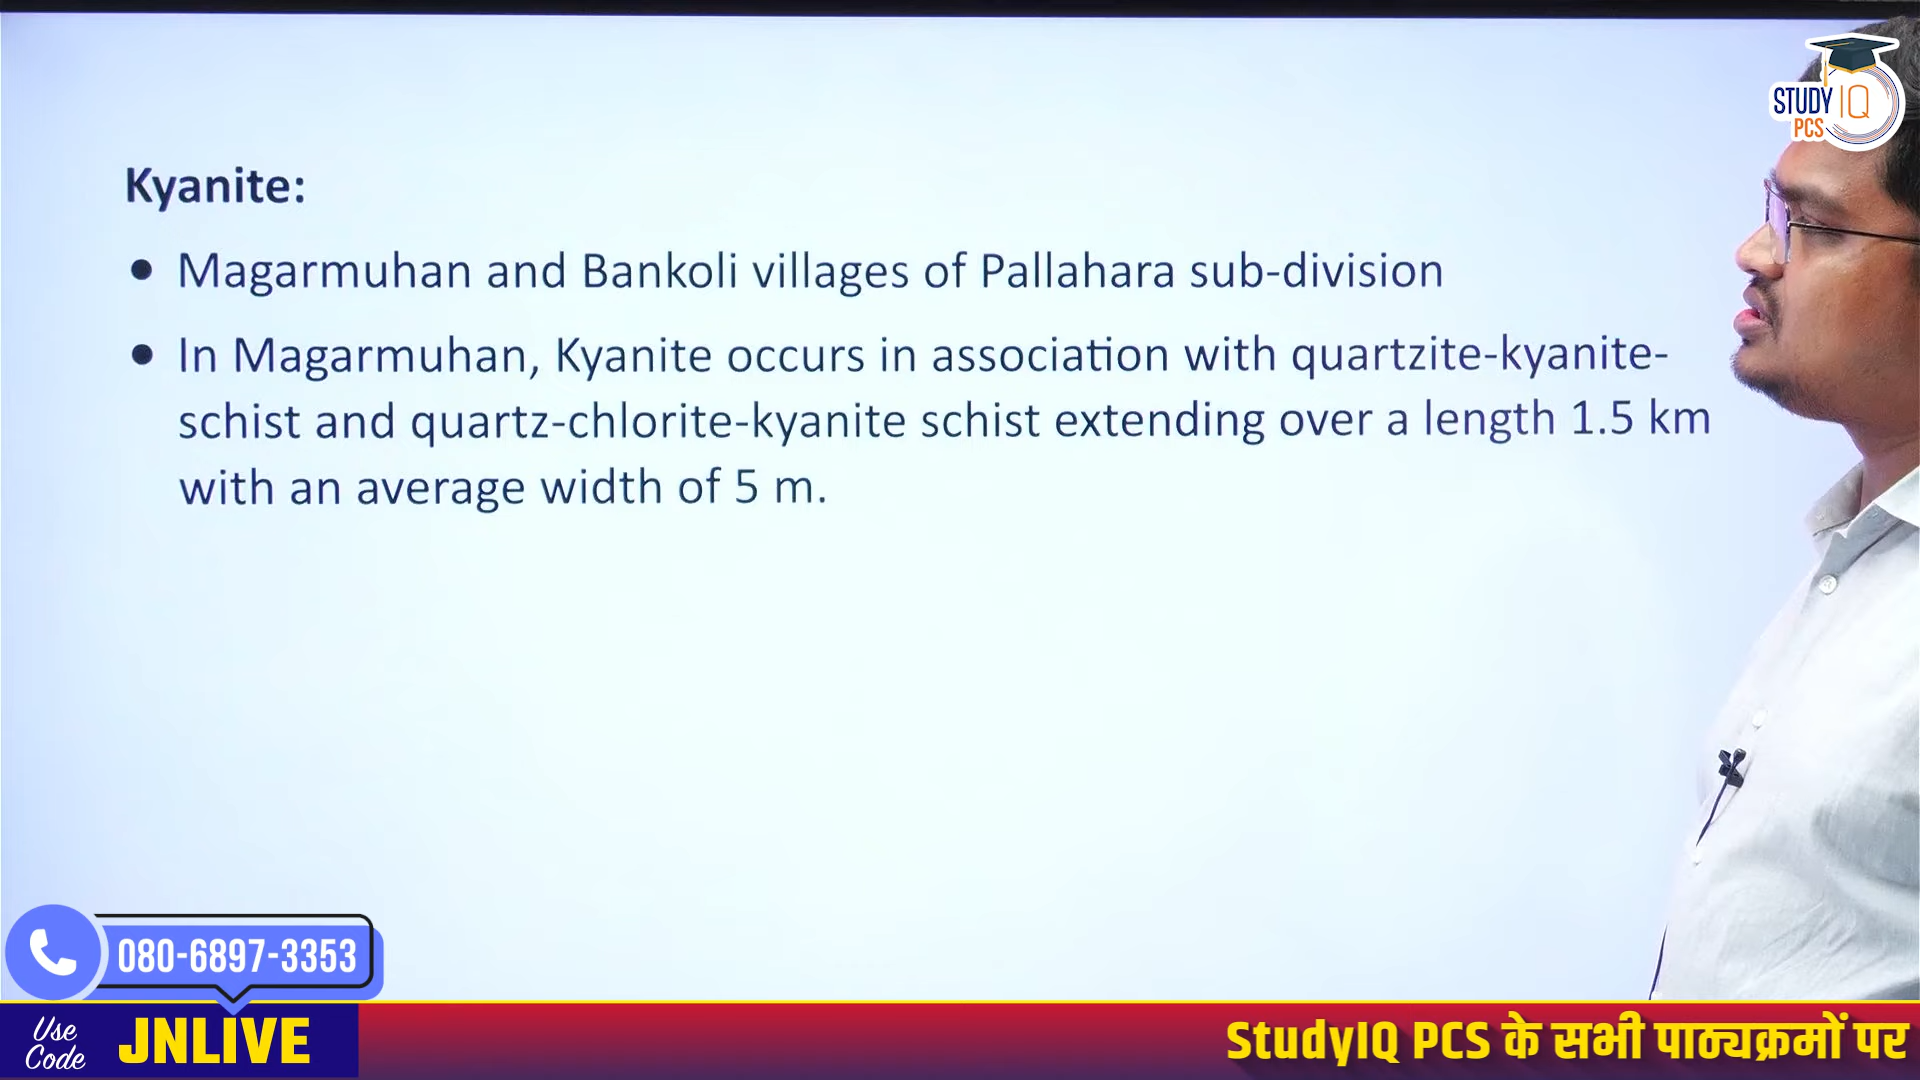 STUDY IQ
PCS
Kyanite:
• Magarmuhan and Bankoli villages of Pallahara sub-division
• In Magarmuhan, Kyanite occurs in association with quartzite-kyanite-
schist and quartz-chlorite-kyanite schist extending over a length 1.5 km
with an average width of 5 m.
080-6897-3353
Use
Code
JNLIVE
StudyIQ PCS के सभी पाठ्यक्रमों पर